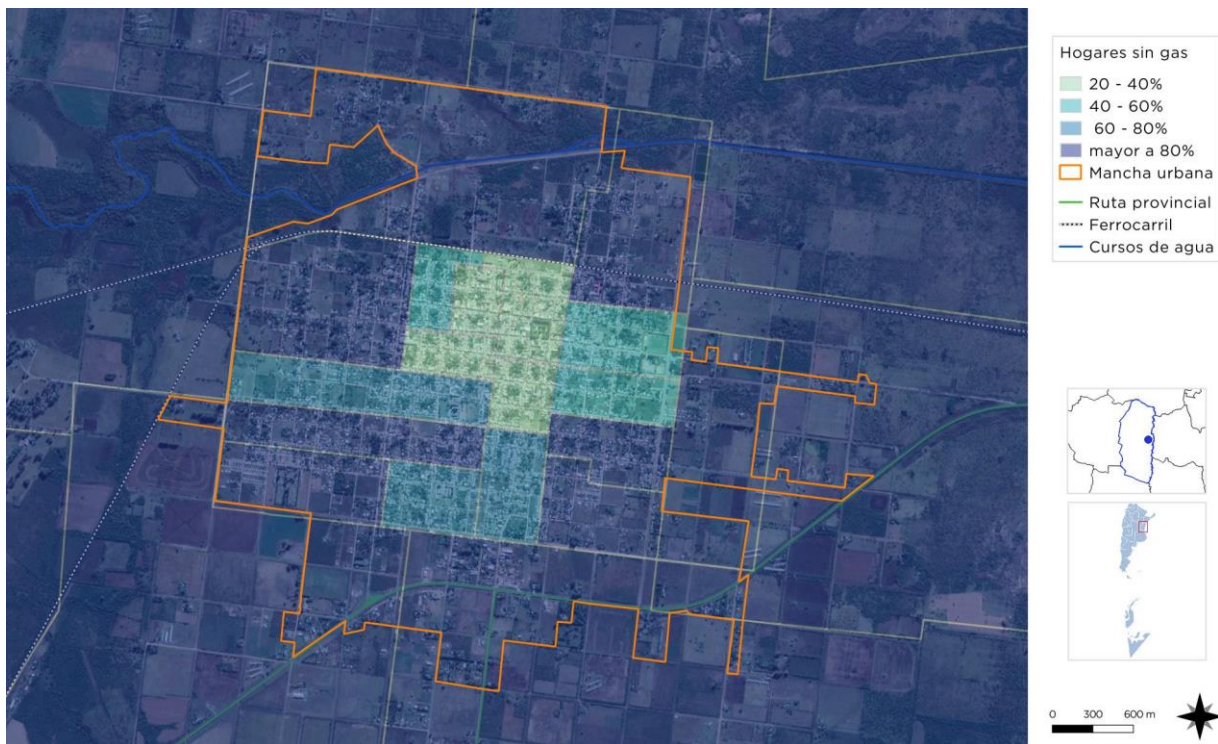 Hogares sin gas
20 - 40%
40 - 60%
60 - 80%
mayor a 80%
Mancha urbana
Ruta provincial
Ferrocarril
Cursos de agua
0 300 600 m